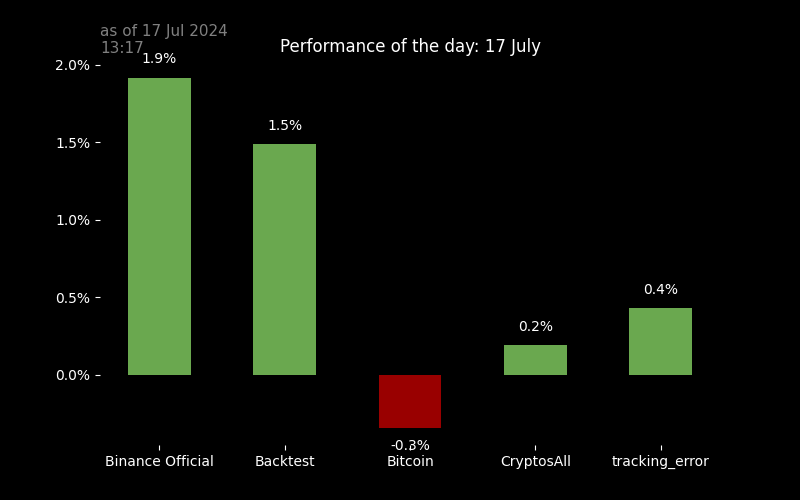 as of 17 Jul 2024
13:17
Performance of the day: 17 July
2.0%
1.5%
1.0%
0.5%
0.0%
1.9%
1.5%
-0.3%
0.2%
0.4%
Binance Official
Backtest
Bitcoin
CryptosAll
tracking_error